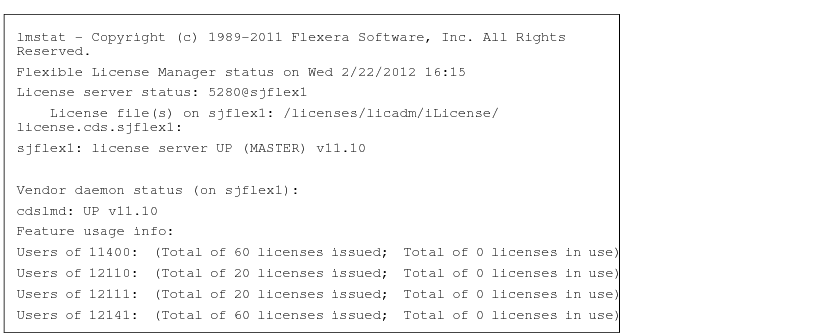 lmstat - Copyright (c) 1989-2011 Flexera Software, Inc. All Rights
Reserved.
Flexible License Manager status on Wed 2/22/2012 16:15
License server status: 5280@sjflex1
License file(s) on sjflex1: /licenses/licadm/iLicense/
license.cds.sjflex1:
sjflex1: license server UP (MASTER) v11.10
Vendor daemon status (on sjflex1):
cdslmd: UP v11.10
Feature usage info:
Users of 11400:  (Total of 60 licenses issued;  Total of 0 licenses in use)
Users of 12110:  (Total of 20 licenses issued;  Total of 0 licenses in use)
Users of 12111:  (Total of 20 licenses issued;  Total of 0 licenses in use)
Users of 12141:  (Total of 60 licenses issued;  Total of 0 licenses in use)